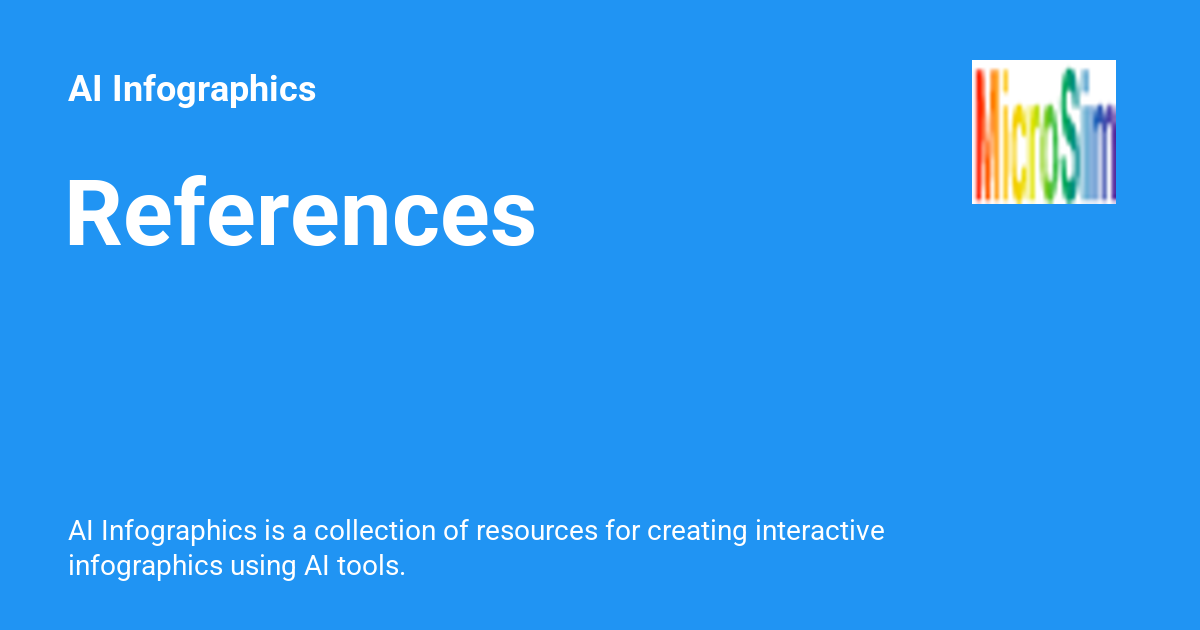 AI Infographics
MicroSim
References
AI Infographics is a collection of resources for creating interactive
infographics using AI tools.